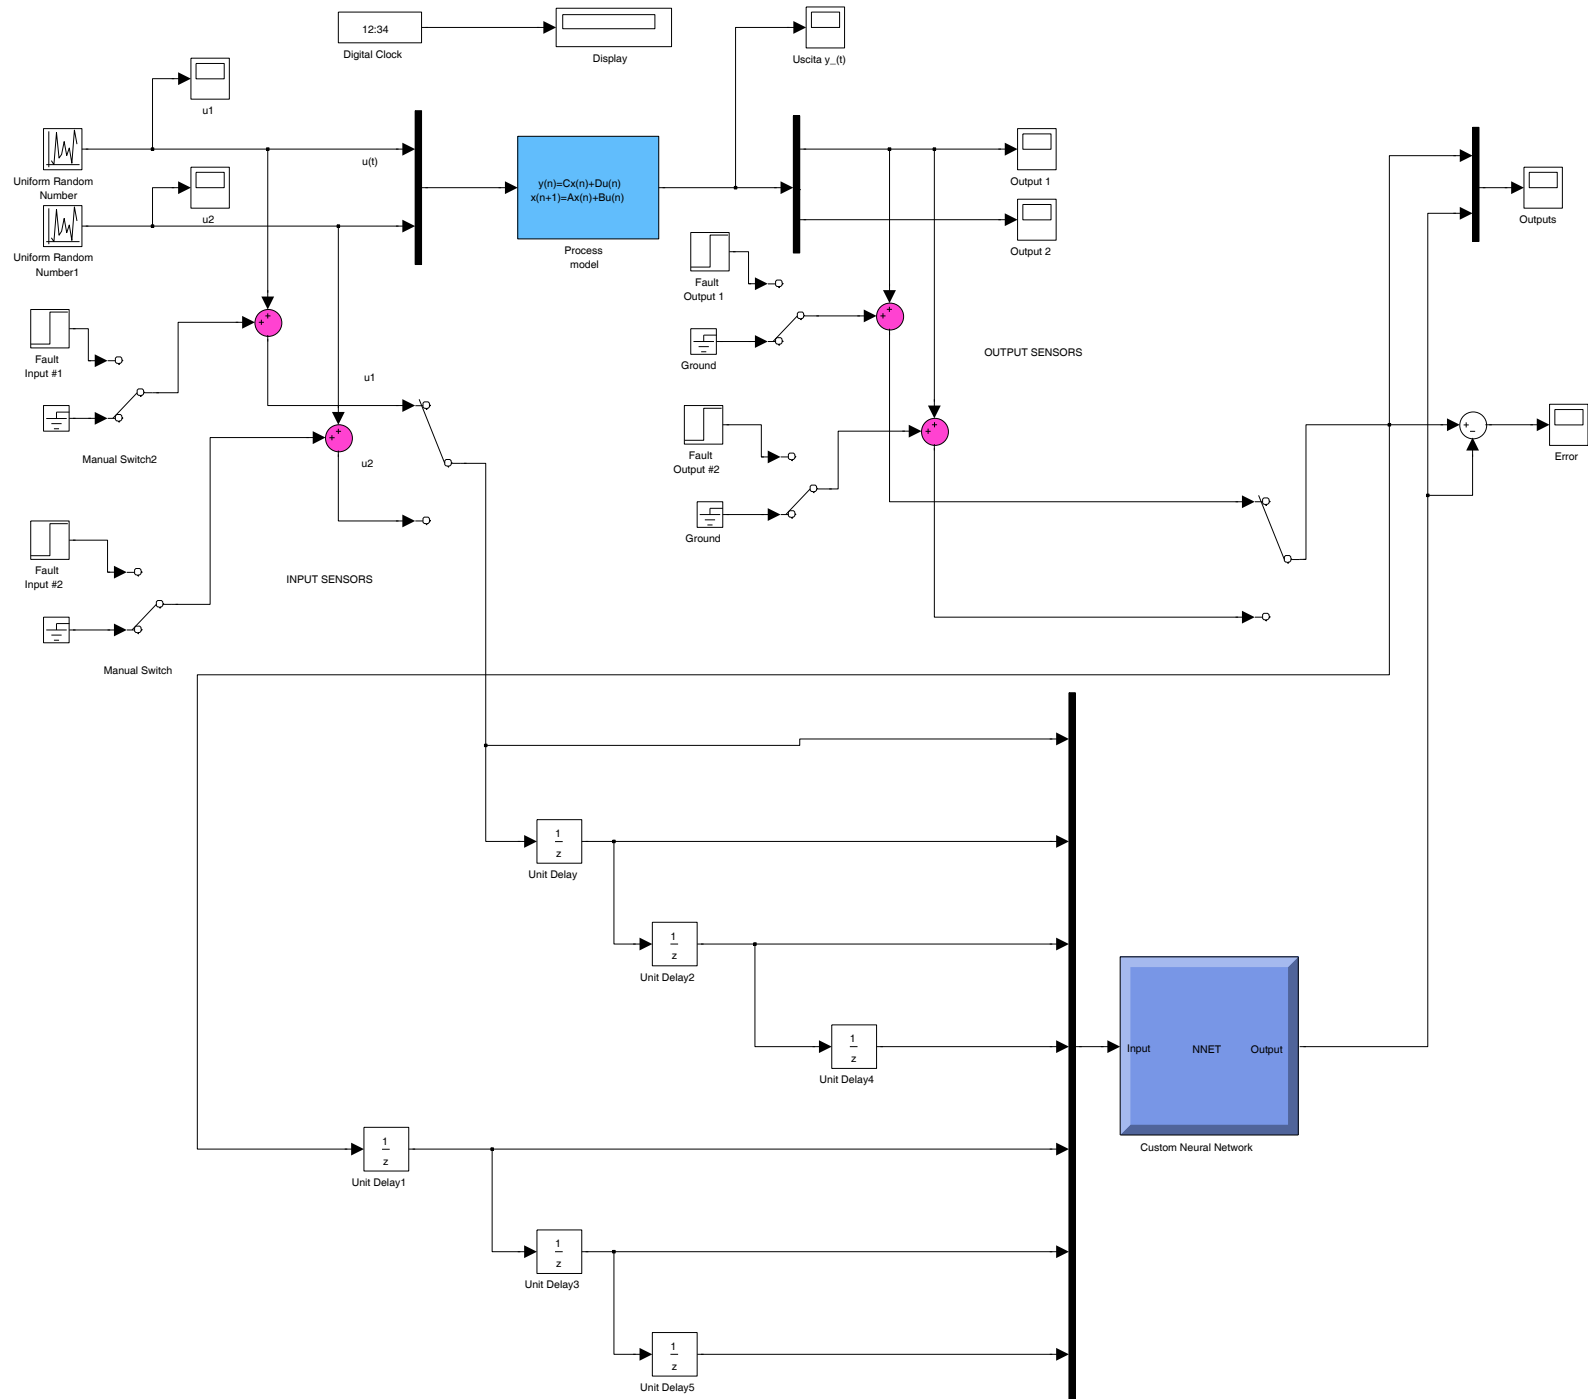 12:34
Digital Clock
Display
Uscita y_(t)
u1
Uniform Random
Number
u(t)
u2
Uniform Random
Number1
y(n)=Cx(n)+Du(n)
x(n+1)=Ax(n)+Bu(n)
Process
model
Output 1
Output 2
Outputs
Fault
Output 1
+
+
+
+
Fault
Input #1
Ground
OUTPUT SENSORS
u1
Manual Switch2
+
+
u2
Fault
Output #2
+
+
+
-
Error
Ground
Fault
Input #2
INPUT SENSORS
Manual Switch
1
z
Unit Delay
1
z
Unit Delay2
1
z
Unit Delay4
Input
NNET
Output
Custom Neural Network
1
z
Unit Delay1
1
z
Unit Delay3
1
z
Unit Delay5